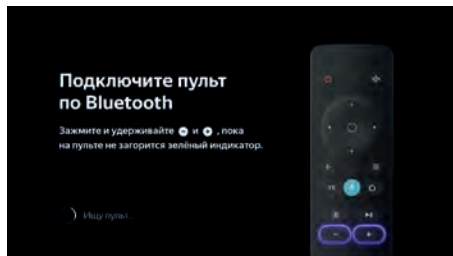 Подключите пульт
по Bluetooth
Зажмите и удерживайте − и + , пока
на пульте не загорится зелёный индикатор.
Ищу пульт...